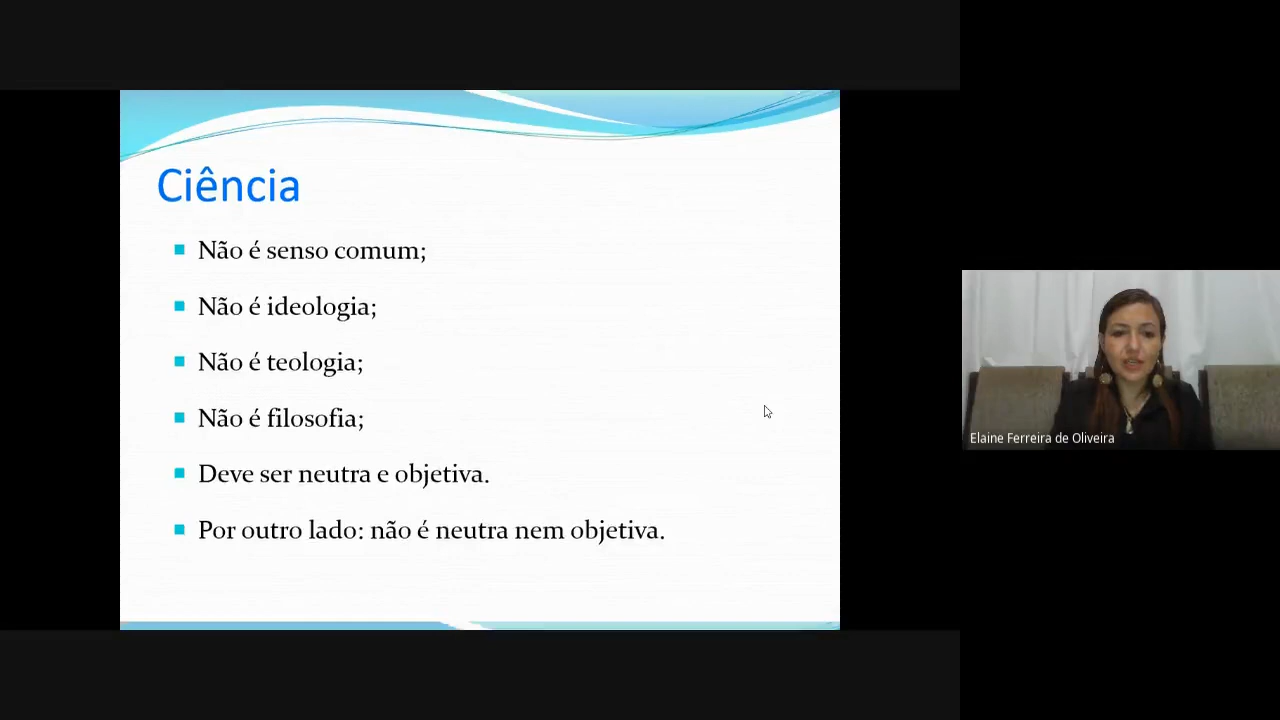 Ciência
Não é senso comum;
Não é ideologia;
Não é teologia;
Não é filosofia;
Deve ser neutra e objetiva.
Por outro lado: não é neutra nem objetiva.
Elaine Ferreira de Oliveira